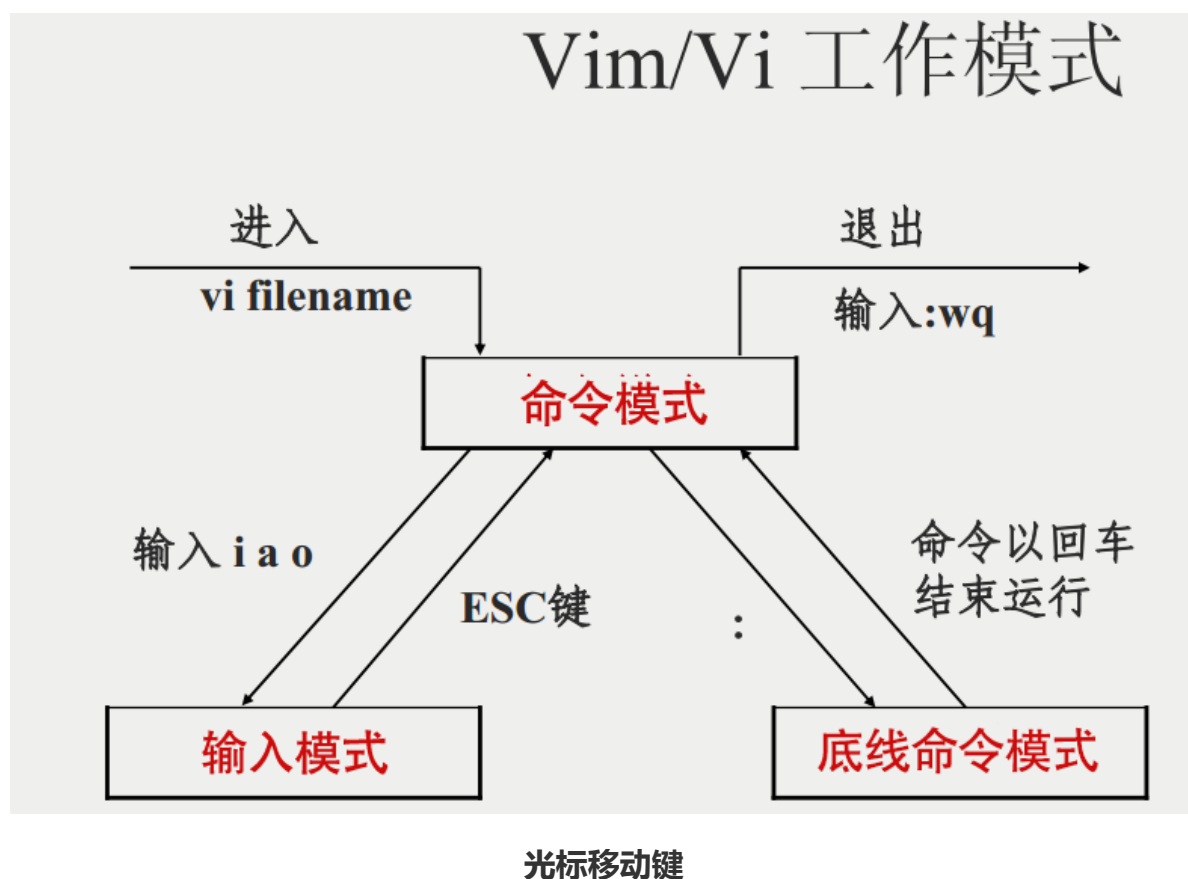 Vim/Vi 工作模式
进入
退出
vi filename
输入:wq
命令模式
输入 i a o
ESC键
:
命令以回车
结束运行
输入模式
底线命令模式
光标移动键